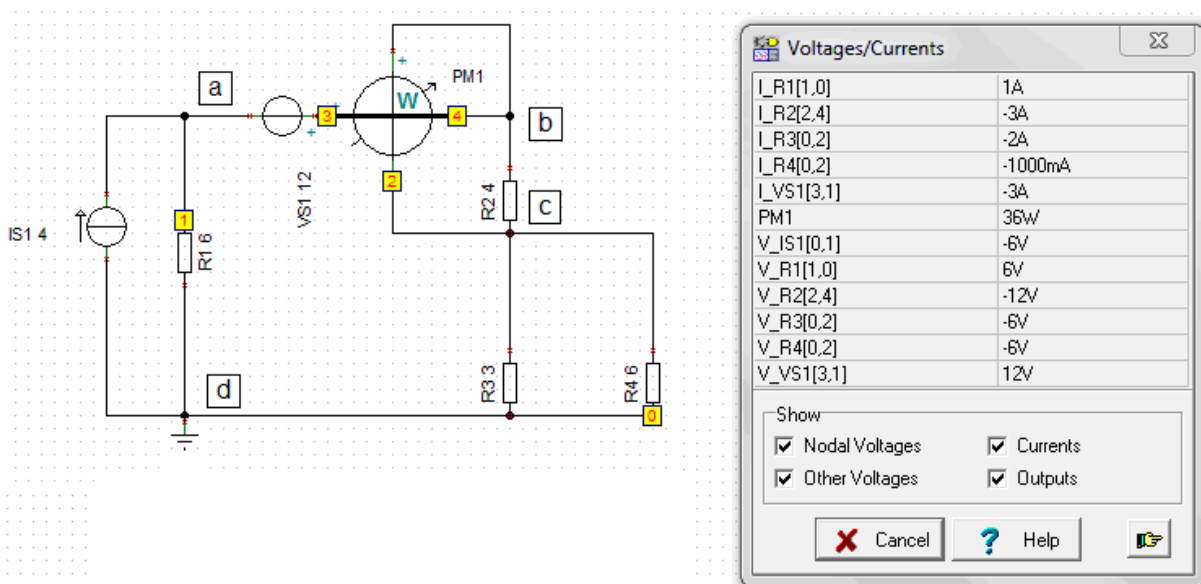 a
PM1
+
+
W
3
4
b
+
2
VS1 12
R2 4
c
IS1 4
1
R1 6
d
R3 3
R4 6
0
Voltages/Currents
I_R1[1,0] 1A
I_R2[2,4] -3A
I_R3[0,2] -2A
I_R4[0,2] -1000mA
I_VS1[3,1] -3A
PM1 36W
V_IS1[0,1] -6V
V_R1[1,0] 6V
V_R2[2,4] -12V
V_R3[0,2] -6V
V_R4[0,2] -6V
V_VS1[3,1] 12V
Show
Nodal Voltages
Currents
Other Voltages
Outputs
Cancel
? Help